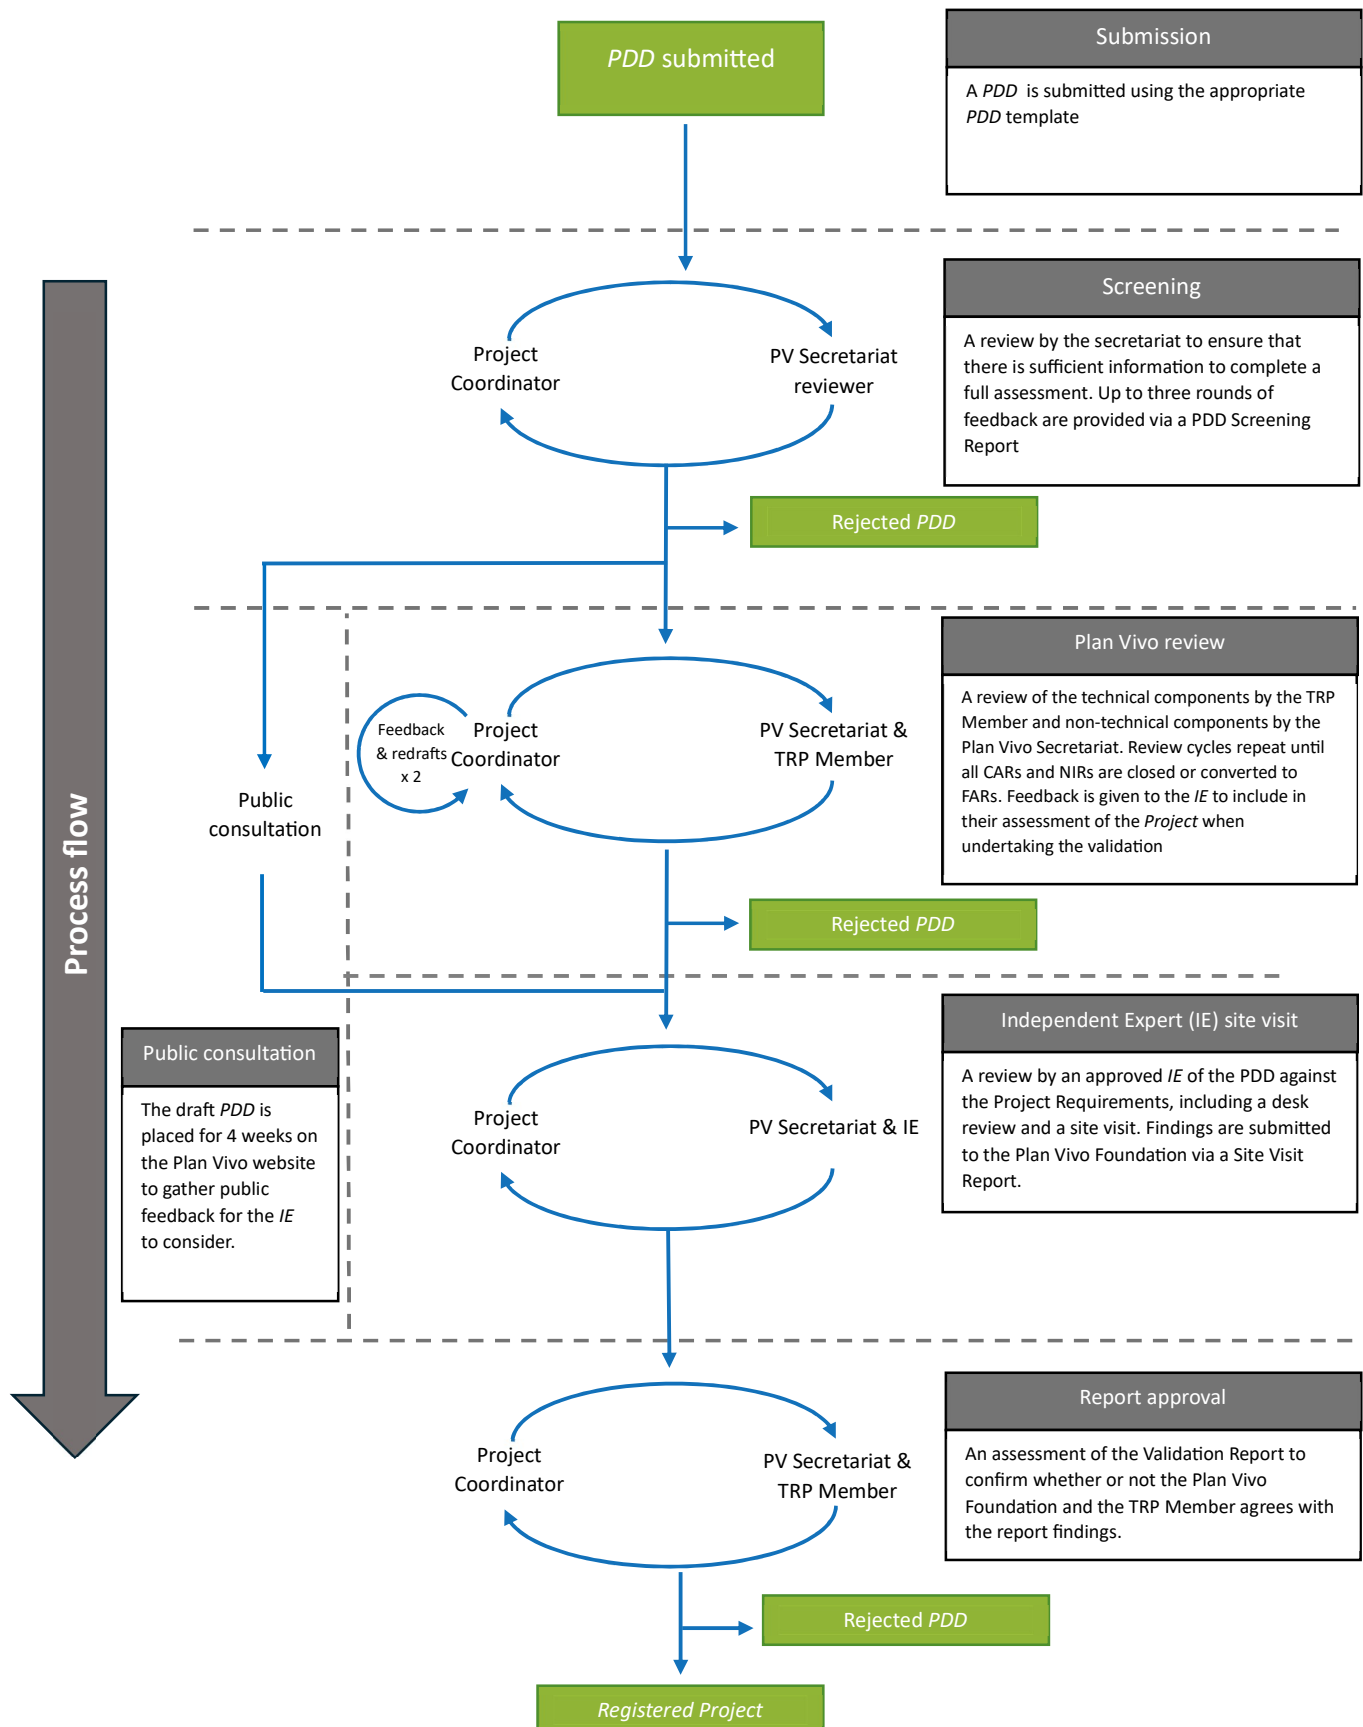 PDD submitted
Submission
A PDD is submitted using the appropriate
PDD template
Process flow
Project
Coordinator
PV Secretariat
reviewer
Screening
A review by the secretariat to ensure that
there is sufficient information to complete a
full assessment. Up to three rounds of
feedback are provided via a PDD Screening
Report
Rejected PDD
Public
consultation
Feedback
& redrafts
x 2
Project
Coordinator
PV Secretariat &
TRP Member
Plan Vivo review
A review of the technical components by the TRP
Member and non-technical components by the
Plan Vivo Secretariat. Review cycles repeat until
all CARs and NIRs are closed or converted to
FARs. Feedback is given to the IE to include in
their assessment of the Project when
undertaking the validation
Rejected PDD
Public consultation
The draft PDD is
placed for 4 weeks on
the Plan Vivo website
to gather public
feedback for the IE
to consider.
Project
Coordinator
PV Secretariat & IE
Independent Expert (IE) site visit
A review by an approved IE of the PDD against
the Project Requirements, including a desk
review and a site visit. Findings are submitted
to the Plan Vivo Foundation via a Site Visit
Report.
Project
Coordinator
PV Secretariat &
TRP Member
Report approval
An assessment of the Validation Report to
confirm whether or not the Plan Vivo
Foundation and the TRP Member agrees with
the report findings.
Rejected PDD
Registered Project